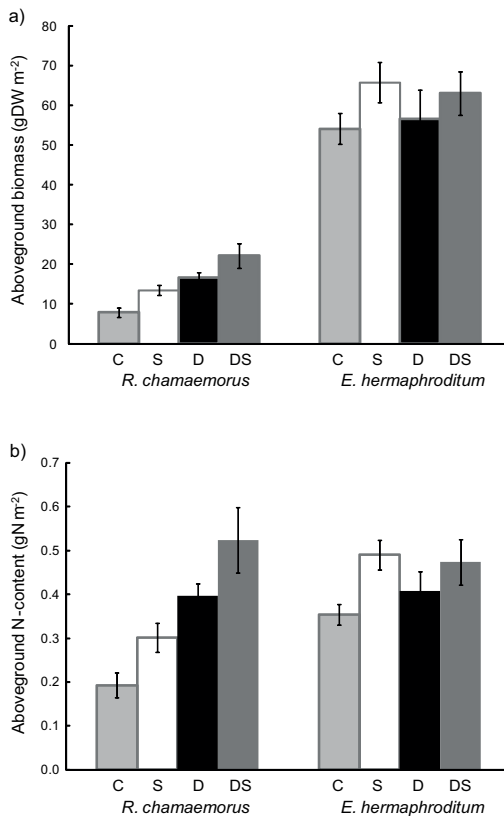 a)
Aboveground biomass (gDW m-2)
80
70
60
50
40
30
20
10
0
C S D DS C S D DS
R. chamaemorus E. hermaphroditum
b)
Aboveground N-content (gN m-2)
0.7
0.6
0.5
0.4
0.3
0.2
0.1
0.0
C S D DS C S D DS
R. chamaemorus E. hermaphroditum